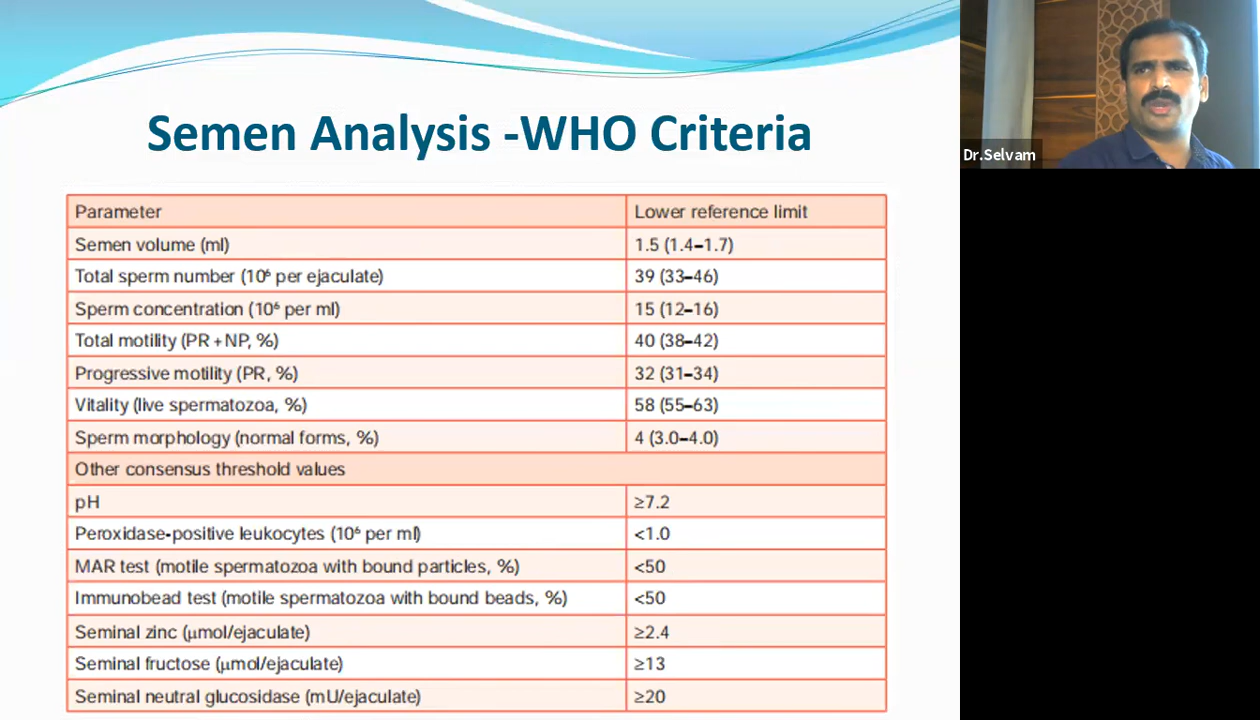 Semen Analysis -WHO Criteria
Dr.Selvam
Parameter Lower reference limit
Semen volume (ml) 1.5 (1.4–1.7)
Total sperm number (10⁶ per ejaculate) 39 (33–46)
Sperm concentration (10⁶ per ml) 15 (12–16)
Total motility (PR + NP, %) 40 (38–42)
Progressive motility (PR, %) 32 (31–34)
Vitality (live spermatozoa, %) 58 (55–63)
Sperm morphology (normal forms, %) 4 (3.0–4.0)
Other consensus threshold values
pH ≥7.2
Peroxidase-positive leukocytes (10⁶ per ml) <1.0
MAR test (motile spermatozoa with bound particles, %) <50
Immunobead test (motile spermatozoa with bound beads, %) <50
Seminal zinc (μmol/ejaculate) ≥2.4
Seminal fructose (μmol/ejaculate) ≥13
Seminal neutral glucosidase (mU/ejaculate) ≥20